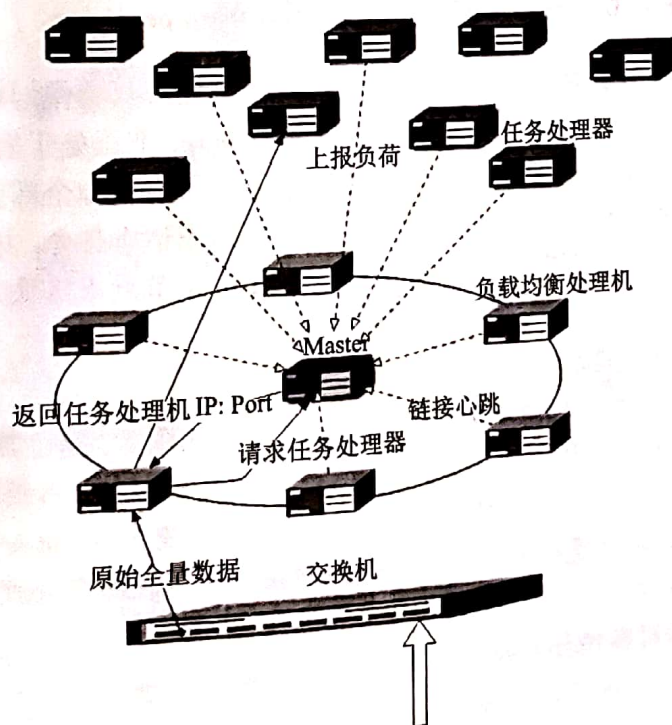 任务处理器
上报负荷
负载均衡处理机
Master
返回任务处理机 IP: Port
链接心跳
请求任务处理器
原始全量数据
交换机